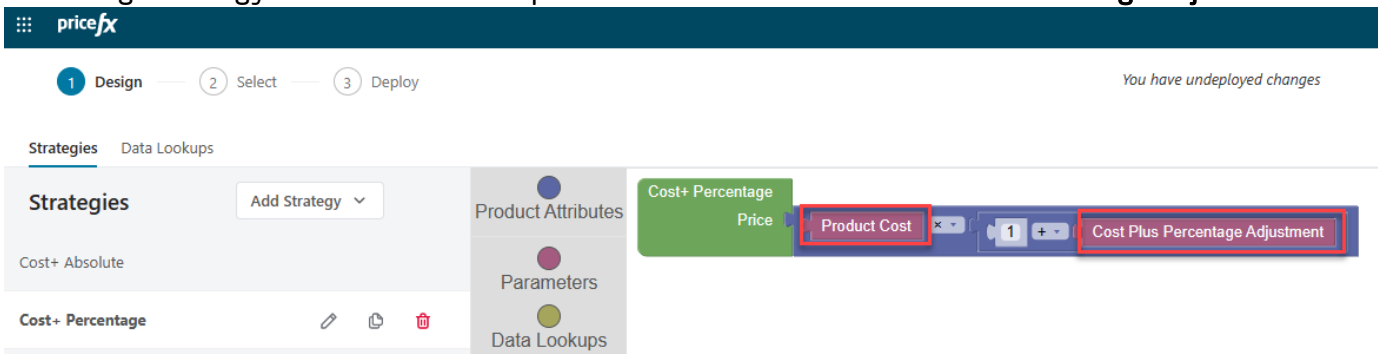 pricefx
1 Design 2 Select 3 Deploy You have undeployed changes
Strategies Data Lookups
Strategies Add Strategy
Product Attributes
Cost+ Absolute
Parameters
Cost+ Percentage
Data Lookups
Cost+ Percentage
Price Product Cost × 1 + Cost Plus Percentage Adjustment